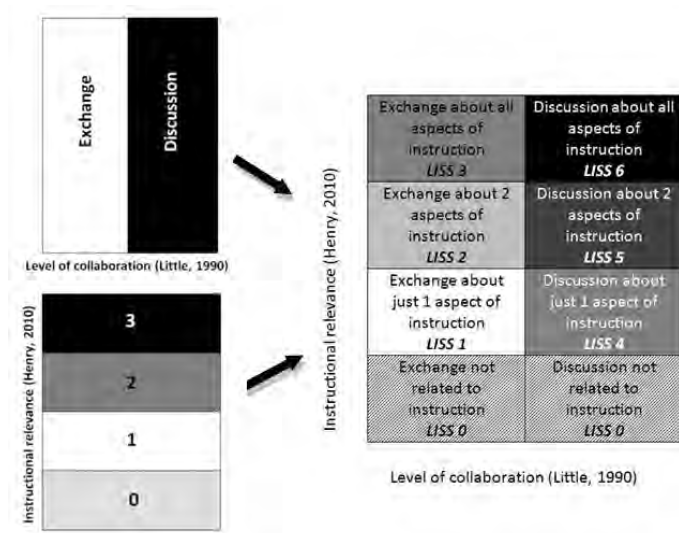 Exchange
Discussion
Level of collaboration (Little, 1990)
Instructional relevance (Henry, 2010)
3
2
1
0
Instructional relevance (Henry, 2010)
Exchange about all
aspects of
instruction
LISS 3
Discussion about all
aspects of
instruction
LISS 6
Exchange about 2
aspects of
instruction
LISS 2
Discussion about 2
aspects of
instruction
LISS 5
Exchange about
just 1 aspect of
instruction
LISS 1
Discussion about
just 1 aspect of
instruction
LISS 4
Exchange not
related to
instruction
LISS 0
Discussion not
related to
instruction
LISS 0
Level of collaboration (Little, 1990)